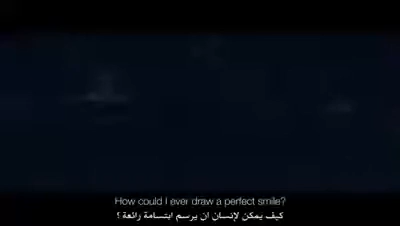 How could I ever draw a perfect smile?
كيف يمكن لإنسان ان يرسم ابتسامة رائعة ؟